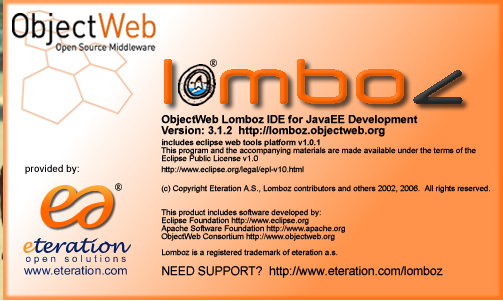 ObjectWeb
Open Source Middleware
lomboz
®
ObjectWeb Lomboz IDE for JavaEE Development
Version: 3.1.2 http://lomboz.objectweb.org
includes eclipse web tools platform v1.0.1
This program and the accompanying materials are made available under the terms of the
Eclipse Public License v1.0
http://www.eclipse.org/legal/epl-v10.html
provided by:
(c) Copyright Eteration A.S., Lomboz contributors and others 2002, 2006. All rights reserved.
®
This product includes software developed by:
Eclipse Foundation http://www.eclipse.org
Apache Software Foundation http://www.apache.org
ObjectWeb Consortium http://www.objectweb.org
eteration
open solutions
www.eteration.com
Lomboz is a registered trademark of eteration a.s.
NEED SUPPORT? http://www.eteration.com/lomboz